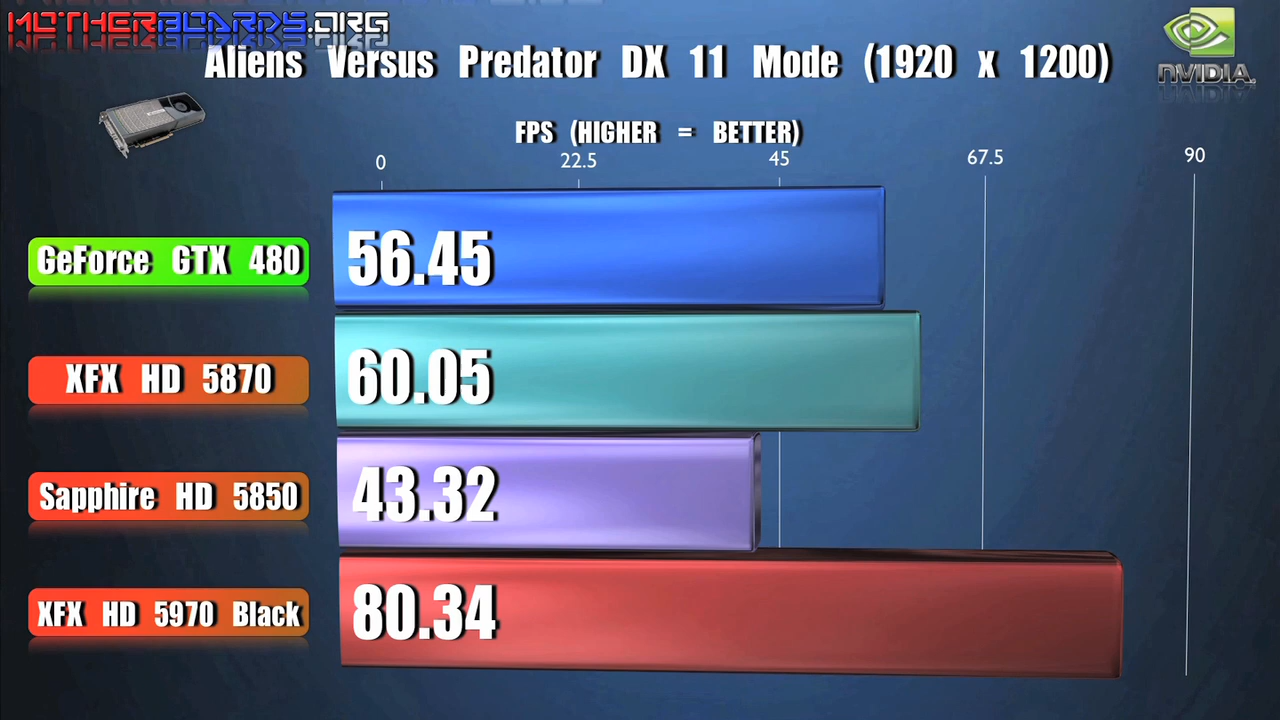 MOTHERBOARDS.ORG
Aliens Versus Predator DX 11 Mode (1920 x 1200)
NVIDIA.
FPS (HIGHER = BETTER)
0 22.5 45 67.5 90
GeForce GTX 480 56.45
XFX HD 5870 60.05
Sapphire HD 5850 43.32
XFX HD 5970 Black 80.34